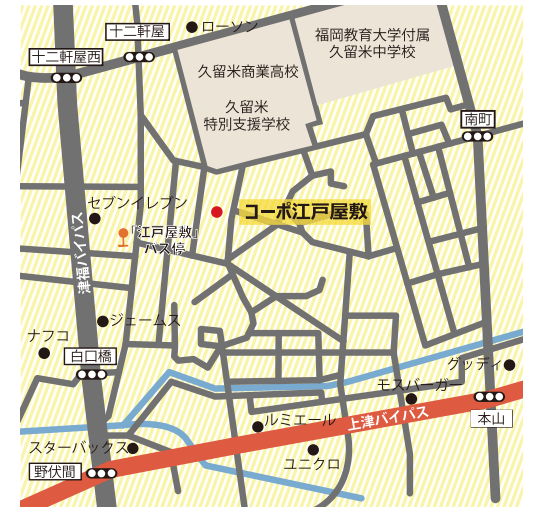 十二軒屋
ローソン
福岡教育大学付属
久留米中学校
十二軒屋西
久留米商業高校
久留米
特別支援学校
南町
セブンイレブン
コーポ江戸屋敷
「江戸屋敷」
バス停
津福バイパス
ジェームス
ナフコ
白口橋
グッディ
モスバーガー
上津バイパス
本山
ルミエール
スターバックス
ユニクロ
野伏間